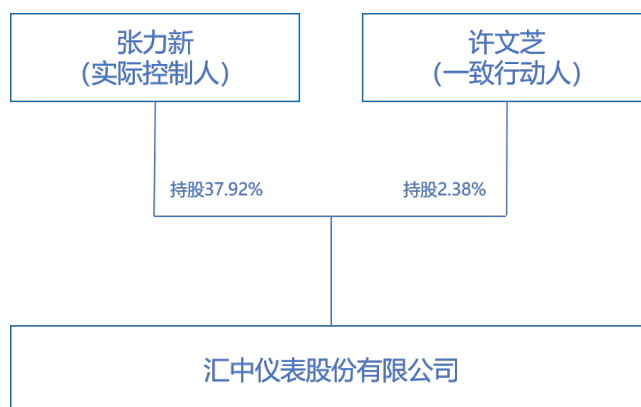 张力新
（实际控制人）
许文芝
（一致行动人）
持股37.92%
持股2.38%
汇中仪表股份有限公司